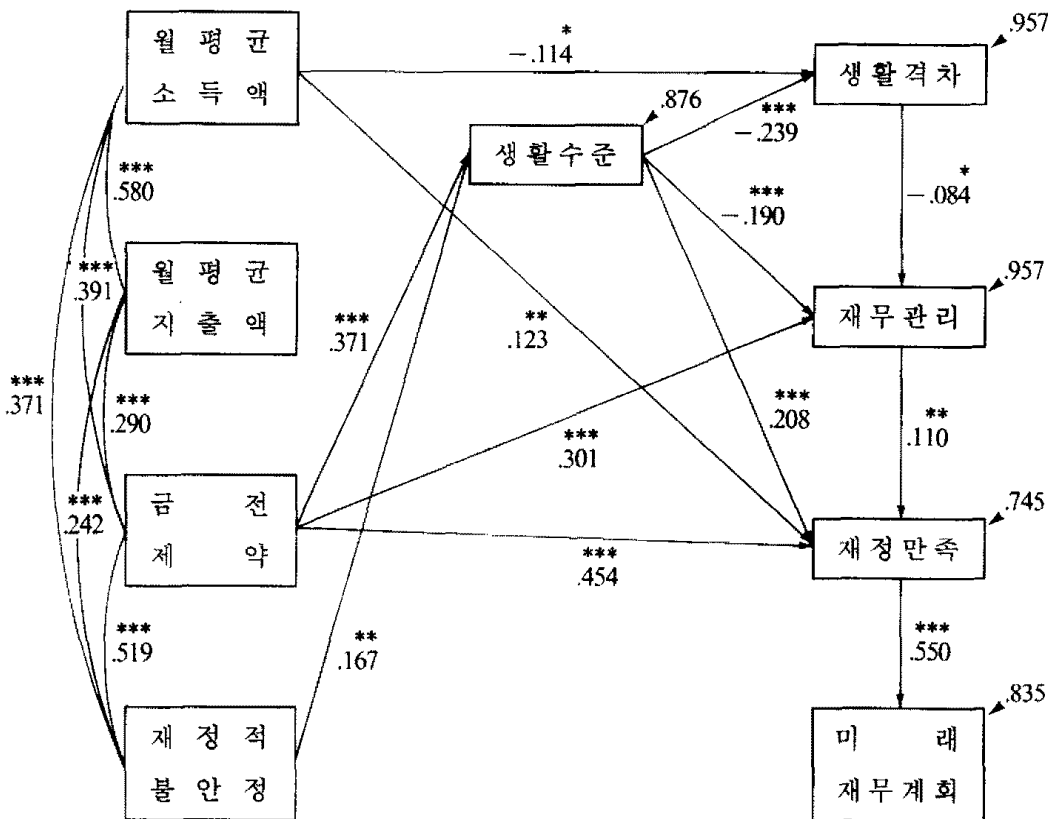 월 평 균
소 득 액
*
−.114
.957
생 활 격 차
.876
생 활 수 준
***
−.239
***
.580
*
−.084
***
−.190
월 평 균
지 출 액
***
.391
.957
재 무 관 리
***
.371
**
.123
***
.371
***
.290
***
.208
**
.110
***
.301
금 전
제 약
***
.242
.745
재 정 만 족
***
.454
***
.519
**
.167
***
.550
.835
재 정 적
불 안 정
미 래
재 무 계 회